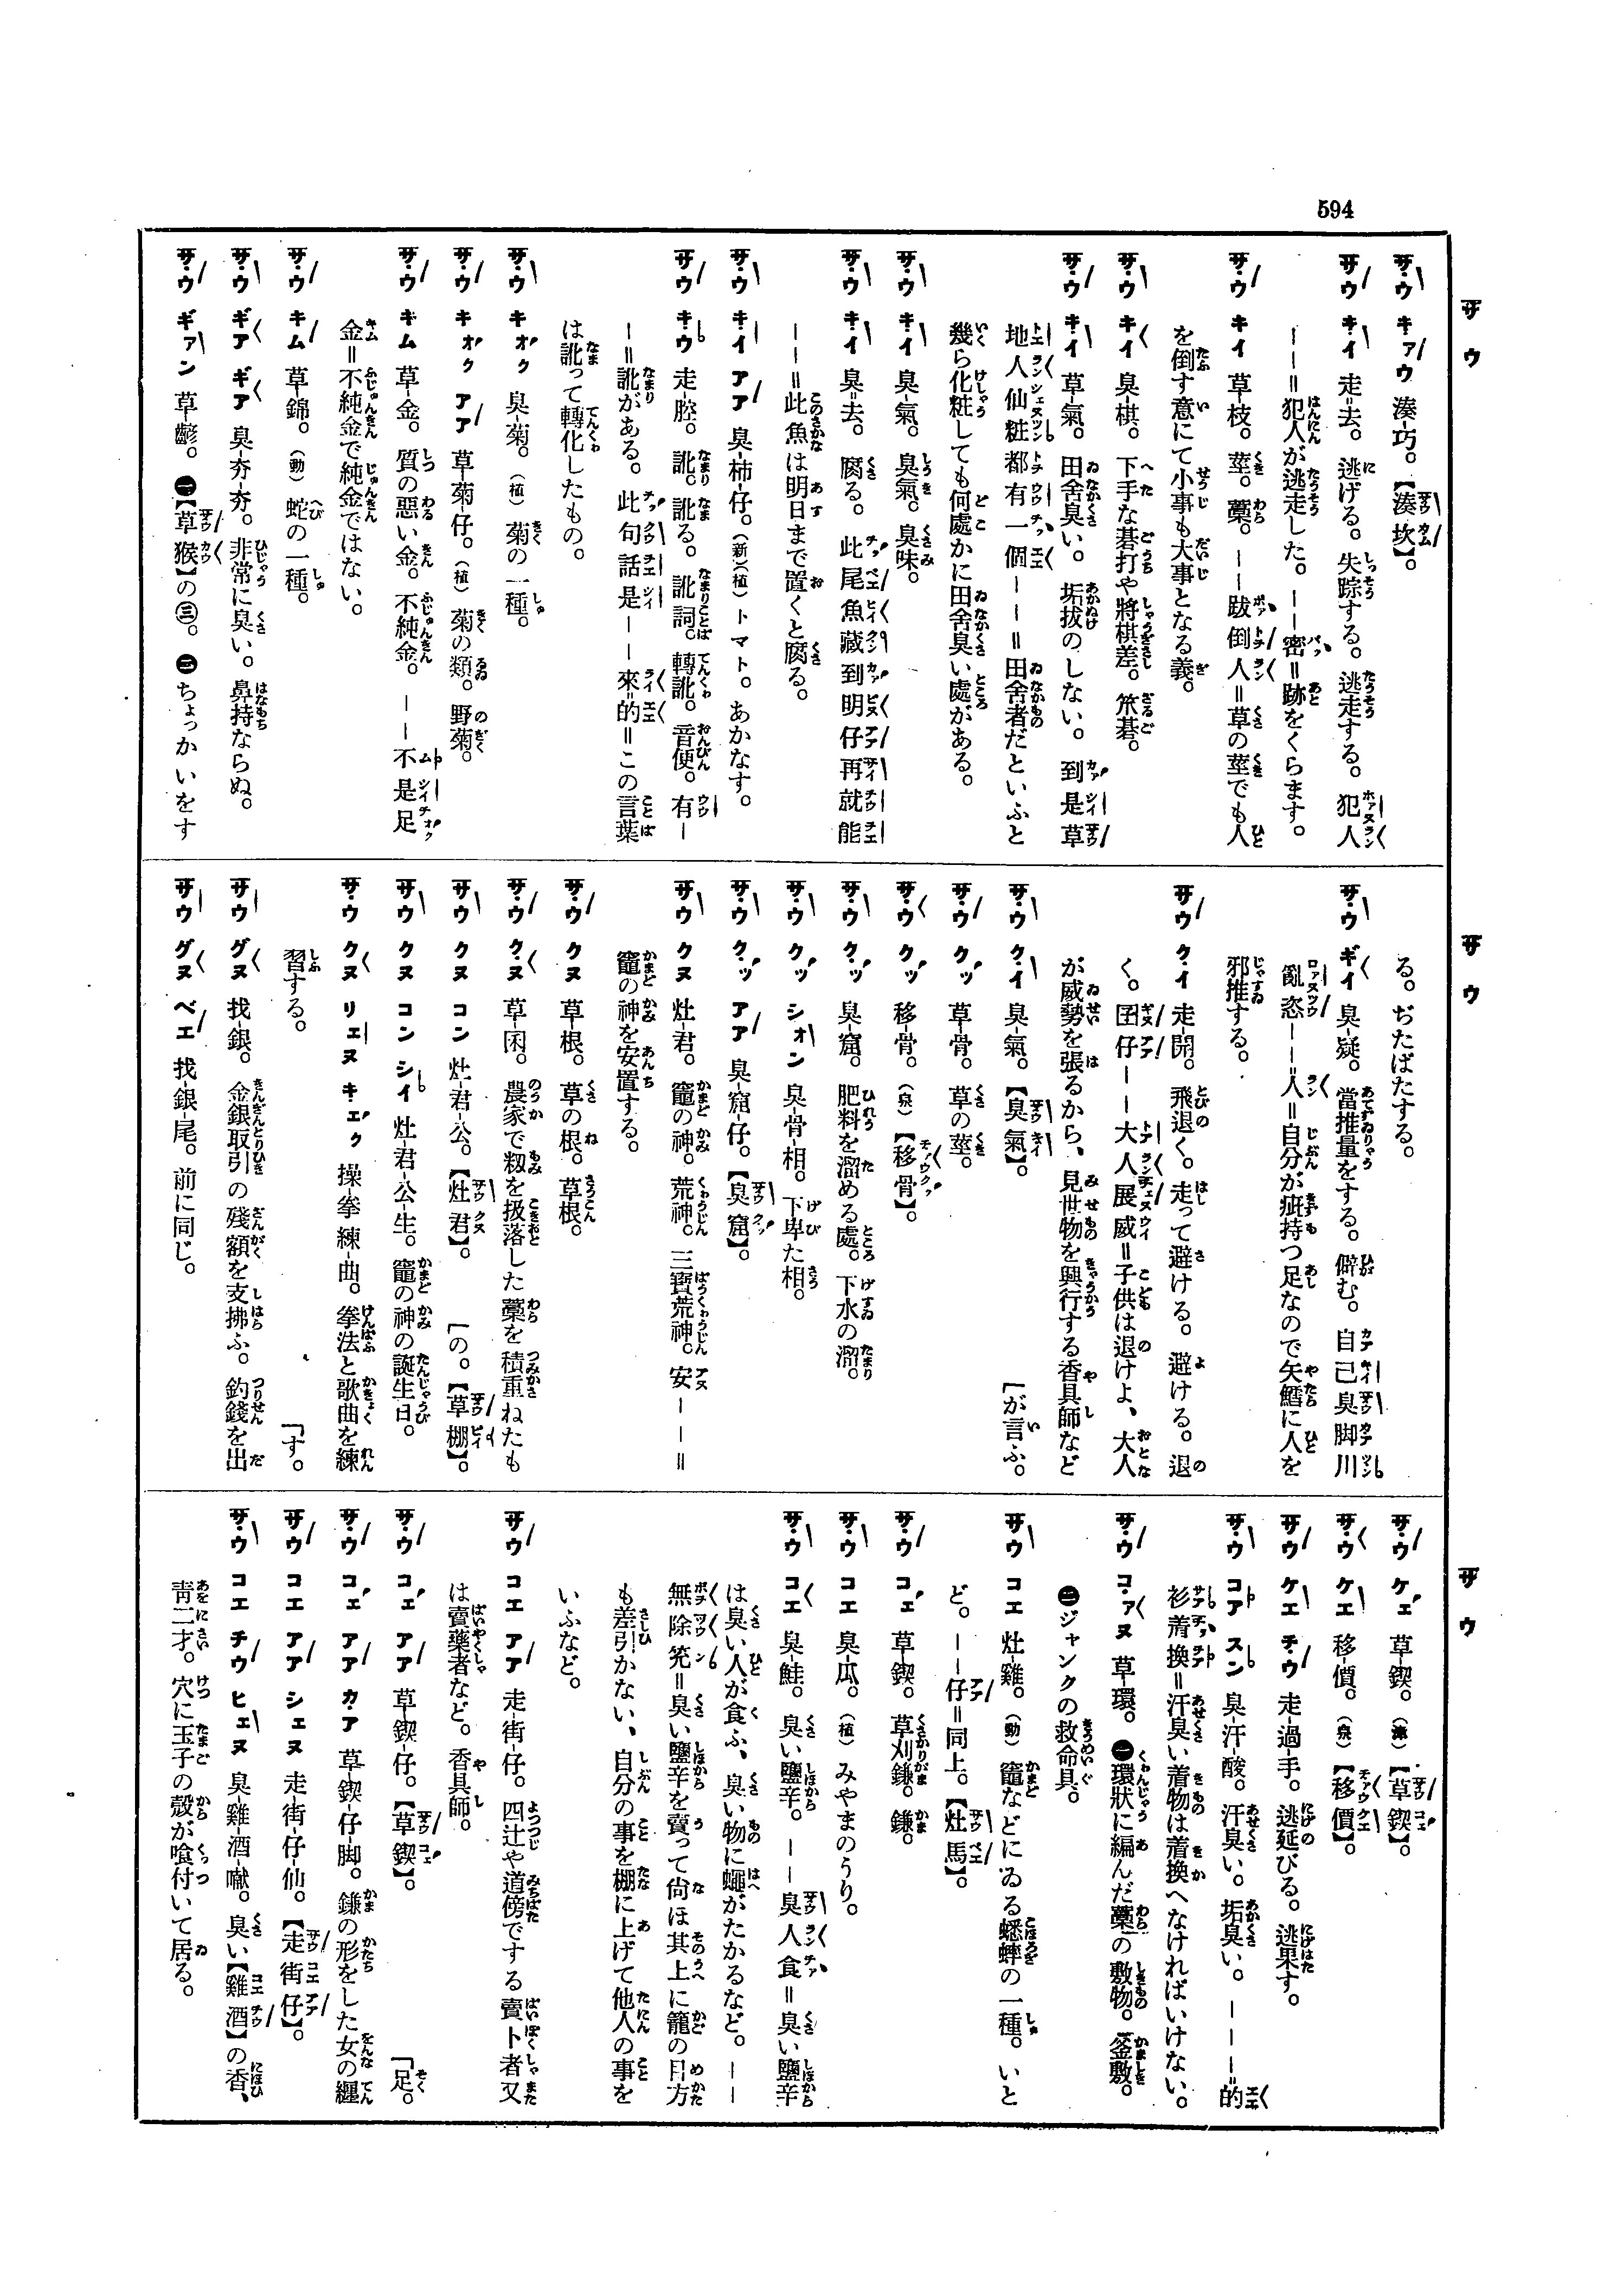 594
サウ
サウ キァウ 湊-巧。【湊坎】。
サウ キイ 走=去。逃げる。失踪する。逃走する。犯人
――=犯人が逃走した。――密=跡をくらます。
サウ キイ 草-枝。莖。藁。――跋倒人=草の莖でも人
を倒す意にて小事も大事となる義。
サウ キイ 臭-棋。下手な碁打や將棋差。笊碁。
サウ キイ 草-氣。田舍臭い。垢拔のしない。到是草
地人仙粧都有一個――=田舍者だといふと
幾ら化粧しても何處かに田舍臭い處がある。
サウ キイ 臭-氣。臭氣。臭味。
サウ キイ 臭=去。腐る。此尾魚藏到明仔再就能
――=此魚は明日まで置くと腐る。
サウ キイ アア 臭-柿-仔。(新)(植)トマト。あかなす。
サウ キウ 走-腔。訛。訛る。訛詞。轉訛。音便。有―
―=訛がある。此句話是――來=的=この言葉
は訛って轉化したもの。
サウ キォク 臭-菊。(植)菊の一種。
サウ キォク アア 草-菊-仔。(植)菊の類。野菊。
サウ キム 草-金。質の惡い金。不純金。――不是足
金=不純金で純金ではない。
サウ キム 草-錦。(動)蛇の一種。
サウ ギア ギア 臭-夯-夯。非常に臭い。鼻持ならぬ。
サウ ギァン 草-齴。㊀【草猴】の㊂。㊁ちょっかいをす
サウ
る。ぢたばたする。
サウ ギイ 臭-疑。當推量をする。僻む。自己臭脚川
亂恣――=人=自分が疵持つ足なので矢鱈に人を
邪推する。
サウ クイ 走-開。飛退く。走って避ける。避ける。退
く。囝仔――大人展威=子供は退けよ、大人
が威勢を張るから、見世物を興行する香具師など
サウ クイ 臭-氣。【臭氣】。「が言ふ。
サウ クッ 草-骨。草の莖。
サウ クッ 移-骨。(泉)【移骨】。
サウ クッ 臭-窟。肥料を溜める處。下水の溜。
サウ クッ シォン 臭-骨-相。下卑た相。
サウ クッ アア 臭-窟-仔。【臭窟】。
サウ クヌ 灶-君。竈の神。荒神。三寳荒神。安――=
竈の神を安置する。
サウ クヌ 草-根。草の根。草根。
サウ クヌ 草-囷。農家で籾を扱落した藁を積重ねたも
サウ クヌ コン 灶-君-公。【灶君】。「の。【草棚】。
サウ クヌ コン シイ 灶-君-公-生。竈の神の誕生日。
サウ クヌ リェヌ キェク 操-拳 練-曲。拳法と歌曲を練
習する。「す。
サウ グヌ 找-銀。金銀取引の殘額を支拂ふ。釣錢を出
サウ グヌ ベエ 找-銀-尾。前に同じ。
サウ
サウ ケェ 草-鍥。(漳)【草鍥】。
サウ ケエ 移-價。(泉)【移價】。
サウ ケエ チウ 走-過-手。逃延びる。逃果す。
サウ コア スン 臭-汗-酸。汗臭い。垢臭い。―――=的
衫着換=汗臭い着物は着換へなければいけない。
サウ コァヌ 草-環。㊀環狀に編んだ藁の敷物。釜敷。
㊁ジャンクの救命具。
サウ コエ 灶-雞。(動)竈などにゐる蟋蟀の一種。いと
ど。――仔=同上。【灶馬】。
サウ コェ 草-鍥。草刈鎌。鎌。
サウ コエ 臭-瓜。(植)みやまのうり。
サウ コエ 臭-鮭。臭い鹽辛。――臭人食=臭い鹽辛
は臭い人が食ふ、臭い物に蠅がたかるなど。――
無除筅=臭い鹽辛を賣って尙ほ其上に籠の目方
も差引かない、自分の事を棚に上げて他人の事を
いふなど。
サウ コエ アア 走-街-仔。四辻や道傍でする賣卜者又
は賣藥者など。香具師。
サウ コェ アア 草-鍥-仔。【草鍥】。「足。
サウ コェ アア カア 草-鍥-仔-脚。鎌の形をした女の纒
サウ コエ アア シェヌ 走-街-仔-仙。【走街仔】。
サウ コエ チウ ヒェヌ 臭-雞-酒-囐。臭い【雞酒】の香、
靑二才。穴に玉子の殼が喰付いて居る。